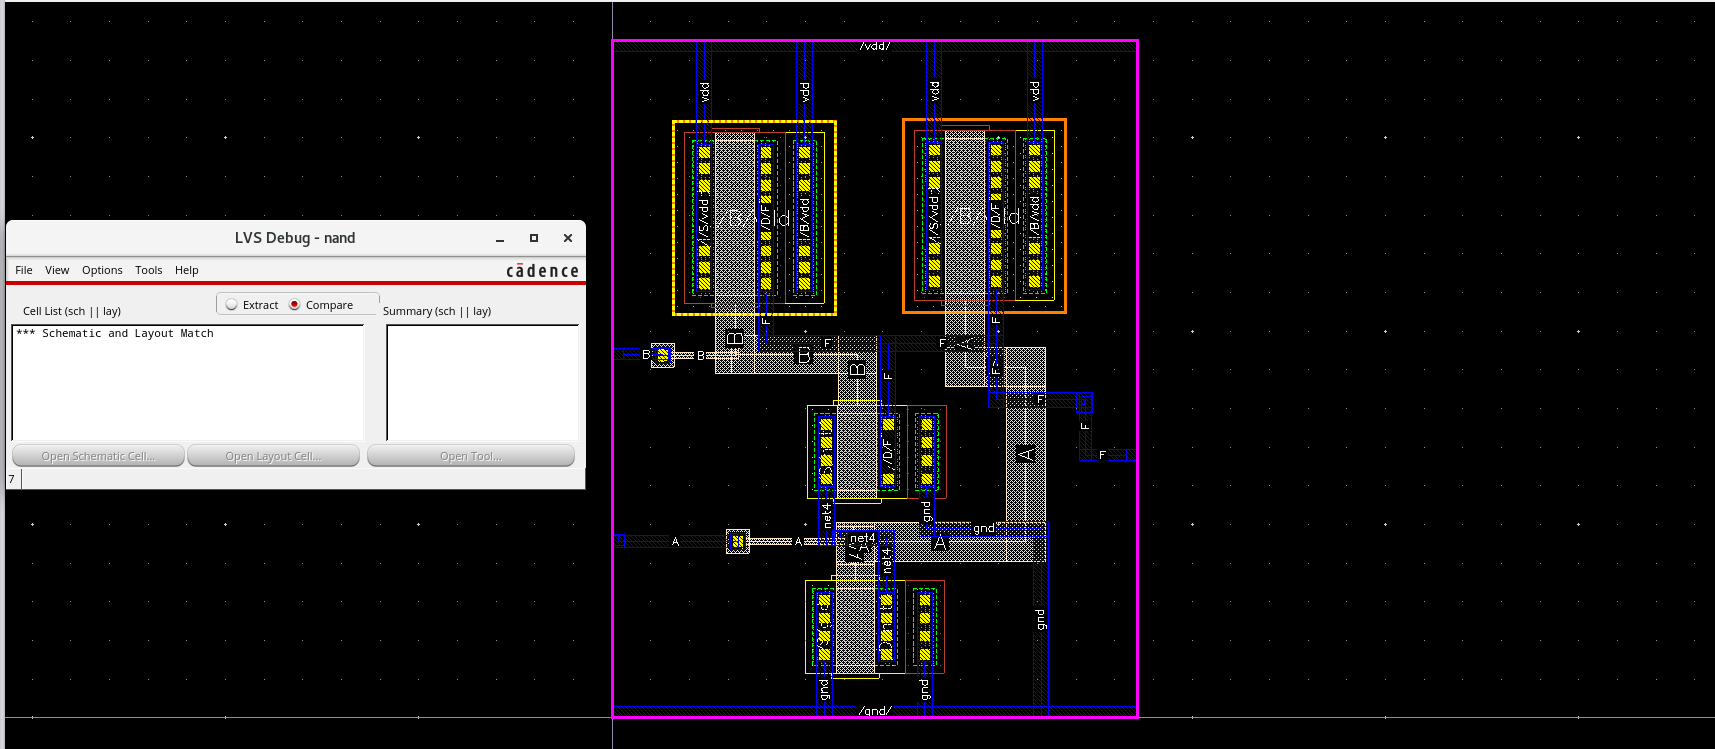 /vdd/
vdd
vdd
vdd
vdd
/S/vdd
/D/F
/B/vdd
/S/vdd
/D/F
/B/vdd
LVS Debug - nand
File View Options Tools Help
cādence
Extract Compare
Cell List (sch || lay)
Summary (sch || lay)
*** Schematic and Layout Match
Open Schematic Cell...
Open Layout Cell...
Open Tool...
7
F
F
B
B
B
B
F
F
A
B
F
F
F
F
F
/D/F
A
net4
gnd
gnd
A
A
net4
A
net4
gnd
gnd
gnd
/gnd/